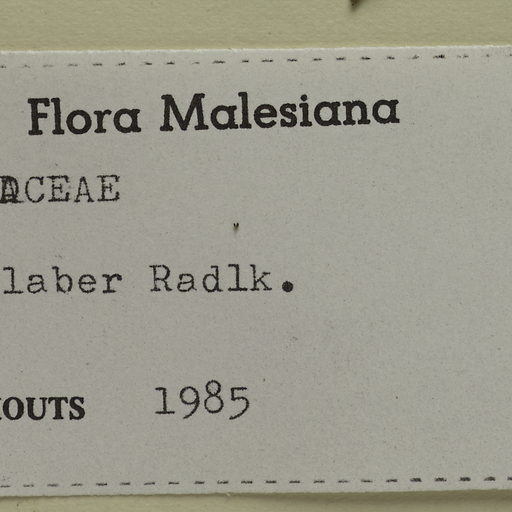 Flora Malesiana
ACEAE
laber Radlk.
OUTS 1985